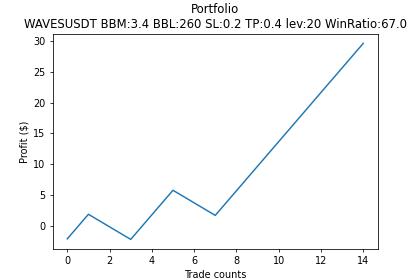 Portfolio
WAVESUSDT BBM:3.4 BBL:260 SL:0.2 TP:0.4 lev:20 WinRatio:67.0
30
25
20
15
10
5
0
Profit ($)
0 2 4 6 8 10 12 14
Trade counts